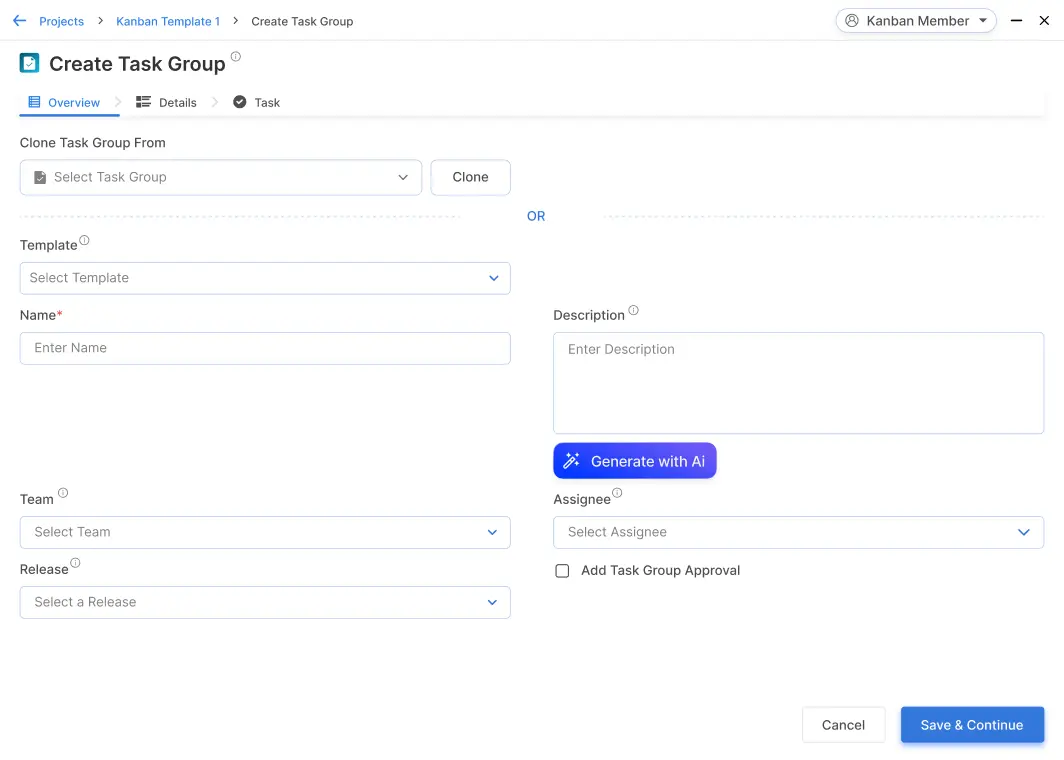 Projects > Kanban Template 1 > Create Task Group
Kanban Member
Create Task Group
Overview
Details
Task
Clone Task Group From
Select Task Group
Clone
OR
Template
Select Template
Name*
Enter Name
Description
Enter Description
Generate with Ai
Team
Select Team
Assignee
Select Assignee
Release
Select a Release
Add Task Group Approval
Cancel
Save & Continue